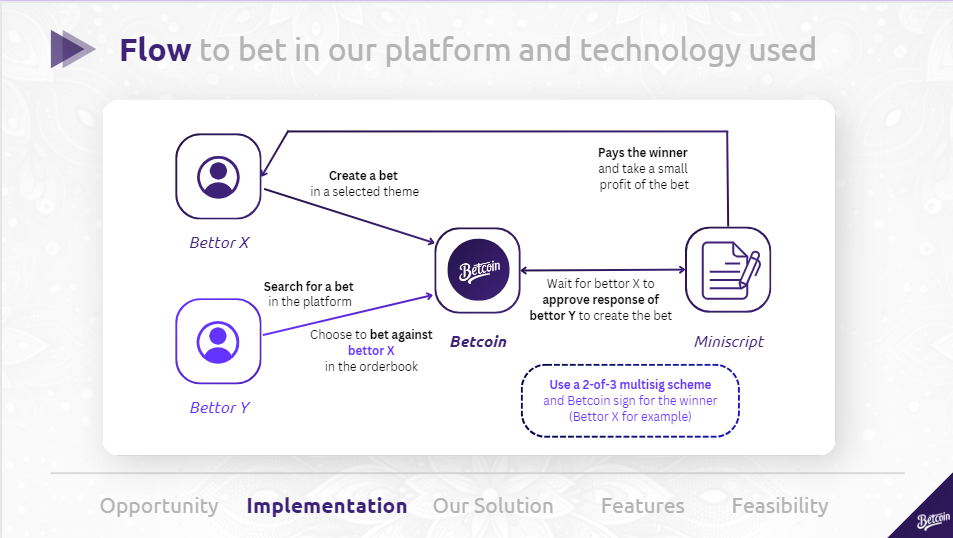 Flow to bet in our platform and technology used
Pays the winner
and take a small
profit of the bet
Create a bet
in a selected theme
Bettor X
Betcoin
Search for a bet
in the platform
Wait for bettor X to
approve response of
bettor Y to create the bet
Choose to bet against
bettor X
in the orderbook
Betcoin
Miniscript
Use a 2-of-3 multisig scheme
and Betcoin sign for the winner
(Bettor X for example)
Bettor Y
Opportunity Implementation Our Solution Features Feasibility
Betcoin